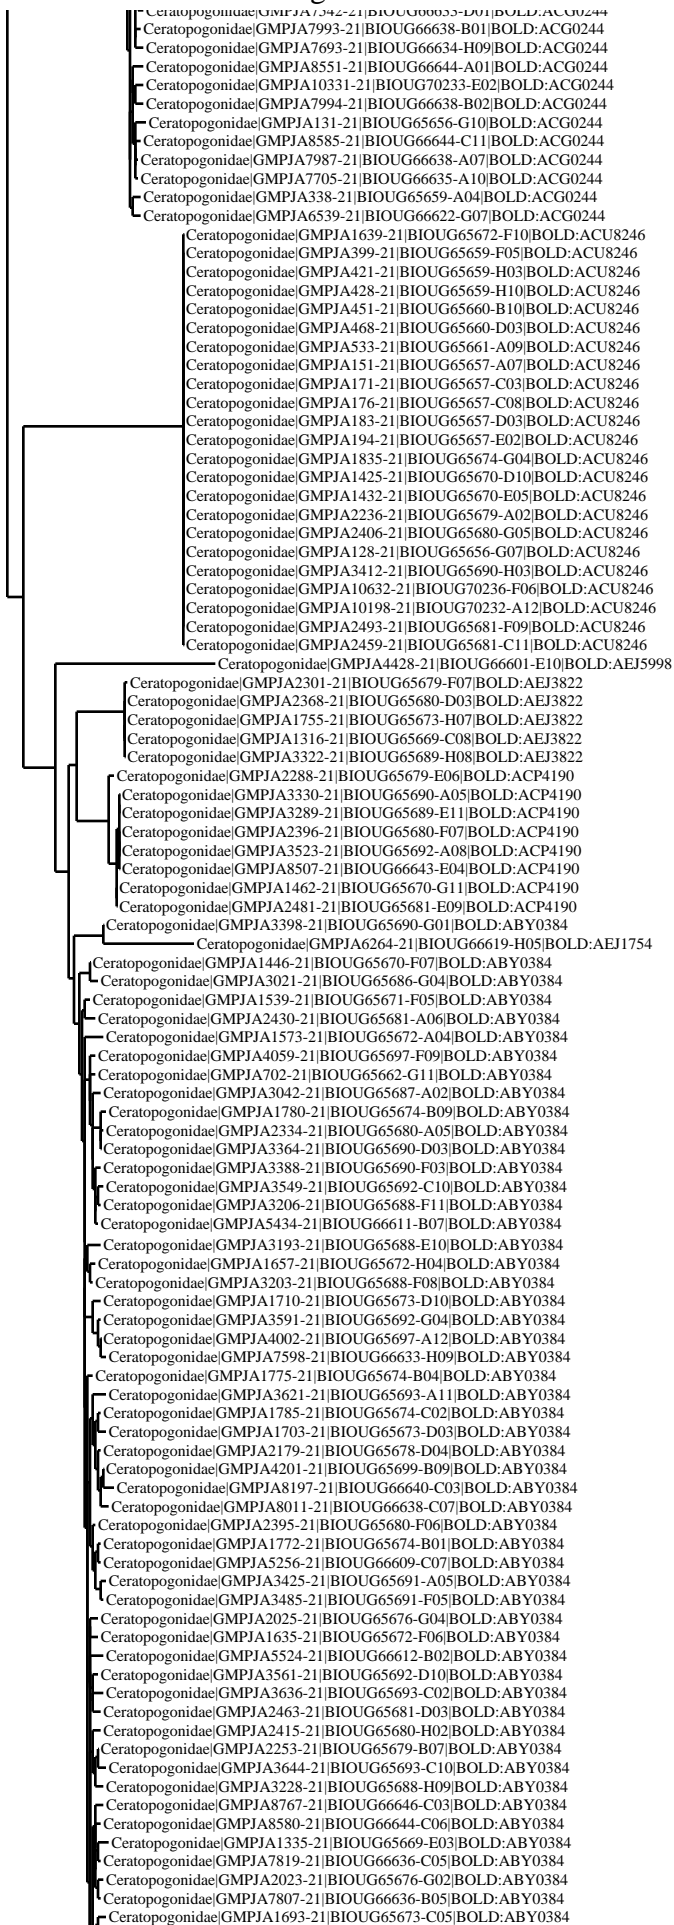 Ceratopogonidae|GMPJA7542-21|BIOUG66633-D01|BOLD:ACG0244
Ceratopogonidae|GMPJA7993-21|BIOUG66638-B01|BOLD:ACG0244
Ceratopogonidae|GMPJA7693-21|BIOUG66634-H09|BOLD:ACG0244
Ceratopogonidae|GMPJA8551-21|BIOUG66644-A01|BOLD:ACG0244
Ceratopogonidae|GMPJA10331-21|BIOUG70233-E02|BOLD:ACG0244
Ceratopogonidae|GMPJA7994-21|BIOUG66638-B02|BOLD:ACG0244
Ceratopogonidae|GMPJA131-21|BIOUG65656-G10|BOLD:ACG0244
Ceratopogonidae|GMPJA8585-21|BIOUG66644-C11|BOLD:ACG0244
Ceratopogonidae|GMPJA7987-21|BIOUG66638-A07|BOLD:ACG0244
Ceratopogonidae|GMPJA7705-21|BIOUG66635-A10|BOLD:ACG0244
Ceratopogonidae|GMPJA338-21|BIOUG65659-A04|BOLD:ACG0244
Ceratopogonidae|GMPJA6539-21|BIOUG66622-G07|BOLD:ACG0244
Ceratopogonidae|GMPJA1639-21|BIOUG65672-F10|BOLD:ACU8246
Ceratopogonidae|GMPJA399-21|BIOUG65659-F05|BOLD:ACU8246
Ceratopogonidae|GMPJA421-21|BIOUG65659-H03|BOLD:ACU8246
Ceratopogonidae|GMPJA428-21|BIOUG65659-H10|BOLD:ACU8246
Ceratopogonidae|GMPJA451-21|BIOUG65660-B10|BOLD:ACU8246
Ceratopogonidae|GMPJA468-21|BIOUG65660-D03|BOLD:ACU8246
Ceratopogonidae|GMPJA533-21|BIOUG65661-A09|BOLD:ACU8246
Ceratopogonidae|GMPJA151-21|BIOUG65657-A07|BOLD:ACU8246
Ceratopogonidae|GMPJA171-21|BIOUG65657-C03|BOLD:ACU8246
Ceratopogonidae|GMPJA176-21|BIOUG65657-C08|BOLD:ACU8246
Ceratopogonidae|GMPJA183-21|BIOUG65657-D03|BOLD:ACU8246
Ceratopogonidae|GMPJA194-21|BIOUG65657-E02|BOLD:ACU8246
Ceratopogonidae|GMPJA1835-21|BIOUG65674-G04|BOLD:ACU8246
Ceratopogonidae|GMPJA1425-21|BIOUG65670-D10|BOLD:ACU8246
Ceratopogonidae|GMPJA1432-21|BIOUG65670-E05|BOLD:ACU8246
Ceratopogonidae|GMPJA2236-21|BIOUG65679-A02|BOLD:ACU8246
Ceratopogonidae|GMPJA2406-21|BIOUG65680-G05|BOLD:ACU8246
Ceratopogonidae|GMPJA128-21|BIOUG65656-G07|BOLD:ACU8246
Ceratopogonidae|GMPJA3412-21|BIOUG65690-H03|BOLD:ACU8246
Ceratopogonidae|GMPJA10632-21|BIOUG70236-F06|BOLD:ACU8246
Ceratopogonidae|GMPJA10198-21|BIOUG70232-A12|BOLD:ACU8246
Ceratopogonidae|GMPJA2493-21|BIOUG65681-F09|BOLD:ACU8246
Ceratopogonidae|GMPJA2459-21|BIOUG65681-C11|BOLD:ACU8246
Ceratopogonidae|GMPJA4428-21|BIOUG66601-E10|BOLD:AEJ5998
Ceratopogonidae|GMPJA2301-21|BIOUG65679-F07|BOLD:AEJ3822
Ceratopogonidae|GMPJA2368-21|BIOUG65680-D03|BOLD:AEJ3822
Ceratopogonidae|GMPJA1755-21|BIOUG65673-H07|BOLD:AEJ3822
Ceratopogonidae|GMPJA1316-21|BIOUG65669-C08|BOLD:AEJ3822
Ceratopogonidae|GMPJA3322-21|BIOUG65689-H08|BOLD:AEJ3822
Ceratopogonidae|GMPJA2288-21|BIOUG65679-E06|BOLD:ACP4190
Ceratopogonidae|GMPJA3330-21|BIOUG65690-A05|BOLD:ACP4190
Ceratopogonidae|GMPJA3289-21|BIOUG65689-E11|BOLD:ACP4190
Ceratopogonidae|GMPJA2396-21|BIOUG65680-F07|BOLD:ACP4190
Ceratopogonidae|GMPJA3523-21|BIOUG65692-A08|BOLD:ACP4190
Ceratopogonidae|GMPJA8507-21|BIOUG66643-E04|BOLD:ACP4190
Ceratopogonidae|GMPJA1462-21|BIOUG65670-G11|BOLD:ACP4190
Ceratopogonidae|GMPJA2481-21|BIOUG65681-E09|BOLD:ACP4190
Ceratopogonidae|GMPJA3398-21|BIOUG65690-G01|BOLD:ABY0384
Ceratopogonidae|GMPJA6264-21|BIOUG66619-H05|BOLD:AEJ1754
Ceratopogonidae|GMPJA1446-21|BIOUG65670-F07|BOLD:ABY0384
Ceratopogonidae|GMPJA3021-21|BIOUG65686-G04|BOLD:ABY0384
Ceratopogonidae|GMPJA1539-21|BIOUG65671-F05|BOLD:ABY0384
Ceratopogonidae|GMPJA2430-21|BIOUG65681-A06|BOLD:ABY0384
Ceratopogonidae|GMPJA1573-21|BIOUG65672-A04|BOLD:ABY0384
Ceratopogonidae|GMPJA4059-21|BIOUG65697-F09|BOLD:ABY0384
Ceratopogonidae|GMPJA702-21|BIOUG65662-G11|BOLD:ABY0384
Ceratopogonidae|GMPJA3042-21|BIOUG65687-A02|BOLD:ABY0384
Ceratopogonidae|GMPJA1780-21|BIOUG65674-B09|BOLD:ABY0384
Ceratopogonidae|GMPJA2334-21|BIOUG65680-A05|BOLD:ABY0384
Ceratopogonidae|GMPJA3364-21|BIOUG65690-D03|BOLD:ABY0384
Ceratopogonidae|GMPJA3388-21|BIOUG65690-F03|BOLD:ABY0384
Ceratopogonidae|GMPJA3549-21|BIOUG65692-C10|BOLD:ABY0384
Ceratopogonidae|GMPJA3206-21|BIOUG65688-F11|BOLD:ABY0384
Ceratopogonidae|GMPJA5434-21|BIOUG66611-B07|BOLD:ABY0384
Ceratopogonidae|GMPJA3193-21|BIOUG65688-E10|BOLD:ABY0384
Ceratopogonidae|GMPJA1657-21|BIOUG65672-H04|BOLD:ABY0384
Ceratopogonidae|GMPJA3203-21|BIOUG65688-F08|BOLD:ABY0384
Ceratopogonidae|GMPJA1710-21|BIOUG65673-D10|BOLD:ABY0384
Ceratopogonidae|GMPJA3591-21|BIOUG65692-G04|BOLD:ABY0384
Ceratopogonidae|GMPJA4002-21|BIOUG65697-A12|BOLD:ABY0384
Ceratopogonidae|GMPJA7598-21|BIOUG66633-H09|BOLD:ABY0384
Ceratopogonidae|GMPJA1775-21|BIOUG65674-B04|BOLD:ABY0384
Ceratopogonidae|GMPJA3621-21|BIOUG65693-A11|BOLD:ABY0384
Ceratopogonidae|GMPJA1785-21|BIOUG65674-C02|BOLD:ABY0384
Ceratopogonidae|GMPJA1703-21|BIOUG65673-D03|BOLD:ABY0384
Ceratopogonidae|GMPJA2179-21|BIOUG65678-D04|BOLD:ABY0384
Ceratopogonidae|GMPJA4201-21|BIOUG65699-B09|BOLD:ABY0384
Ceratopogonidae|GMPJA8197-21|BIOUG66640-C03|BOLD:ABY0384
Ceratopogonidae|GMPJA8011-21|BIOUG66638-C07|BOLD:ABY0384
Ceratopogonidae|GMPJA2395-21|BIOUG65680-F06|BOLD:ABY0384
Ceratopogonidae|GMPJA1772-21|BIOUG65674-B01|BOLD:ABY0384
Ceratopogonidae|GMPJA5256-21|BIOUG66609-C07|BOLD:ABY0384
Ceratopogonidae|GMPJA3425-21|BIOUG65691-A05|BOLD:ABY0384
Ceratopogonidae|GMPJA3485-21|BIOUG65691-F05|BOLD:ABY0384
Ceratopogonidae|GMPJA2025-21|BIOUG65676-G04|BOLD:ABY0384
Ceratopogonidae|GMPJA1635-21|BIOUG65672-F06|BOLD:ABY0384
Ceratopogonidae|GMPJA5524-21|BIOUG66612-B02|BOLD:ABY0384
Ceratopogonidae|GMPJA3561-21|BIOUG65692-D10|BOLD:ABY0384
Ceratopogonidae|GMPJA3636-21|BIOUG65693-C02|BOLD:ABY0384
Ceratopogonidae|GMPJA2463-21|BIOUG65681-D03|BOLD:ABY0384
Ceratopogonidae|GMPJA2415-21|BIOUG65680-H02|BOLD:ABY0384
Ceratopogonidae|GMPJA2253-21|BIOUG65679-B07|BOLD:ABY0384
Ceratopogonidae|GMPJA3644-21|BIOUG65693-C10|BOLD:ABY0384
Ceratopogonidae|GMPJA3228-21|BIOUG65688-H09|BOLD:ABY0384
Ceratopogonidae|GMPJA8767-21|BIOUG66646-C03|BOLD:ABY0384
Ceratopogonidae|GMPJA8580-21|BIOUG66644-C06|BOLD:ABY0384
Ceratopogonidae|GMPJA1335-21|BIOUG65669-E03|BOLD:ABY0384
Ceratopogonidae|GMPJA7819-21|BIOUG66636-C05|BOLD:ABY0384
Ceratopogonidae|GMPJA2023-21|BIOUG65676-G02|BOLD:ABY0384
Ceratopogonidae|GMPJA7807-21|BIOUG66636-B05|BOLD:ABY0384
Ceratopogonidae|GMPJA1693-21|BIOUG65673-C05|BOLD:ABY0384